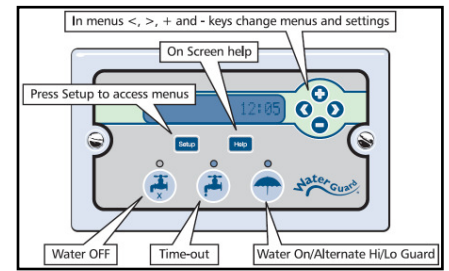 In menus <, >, + and - keys change menus and settings
On Screen help
Press Setup to access menus
12:05
Setup
Help
Water Guard
Water OFF
Time-out
Water On/Alternate Hi/Lo Guard